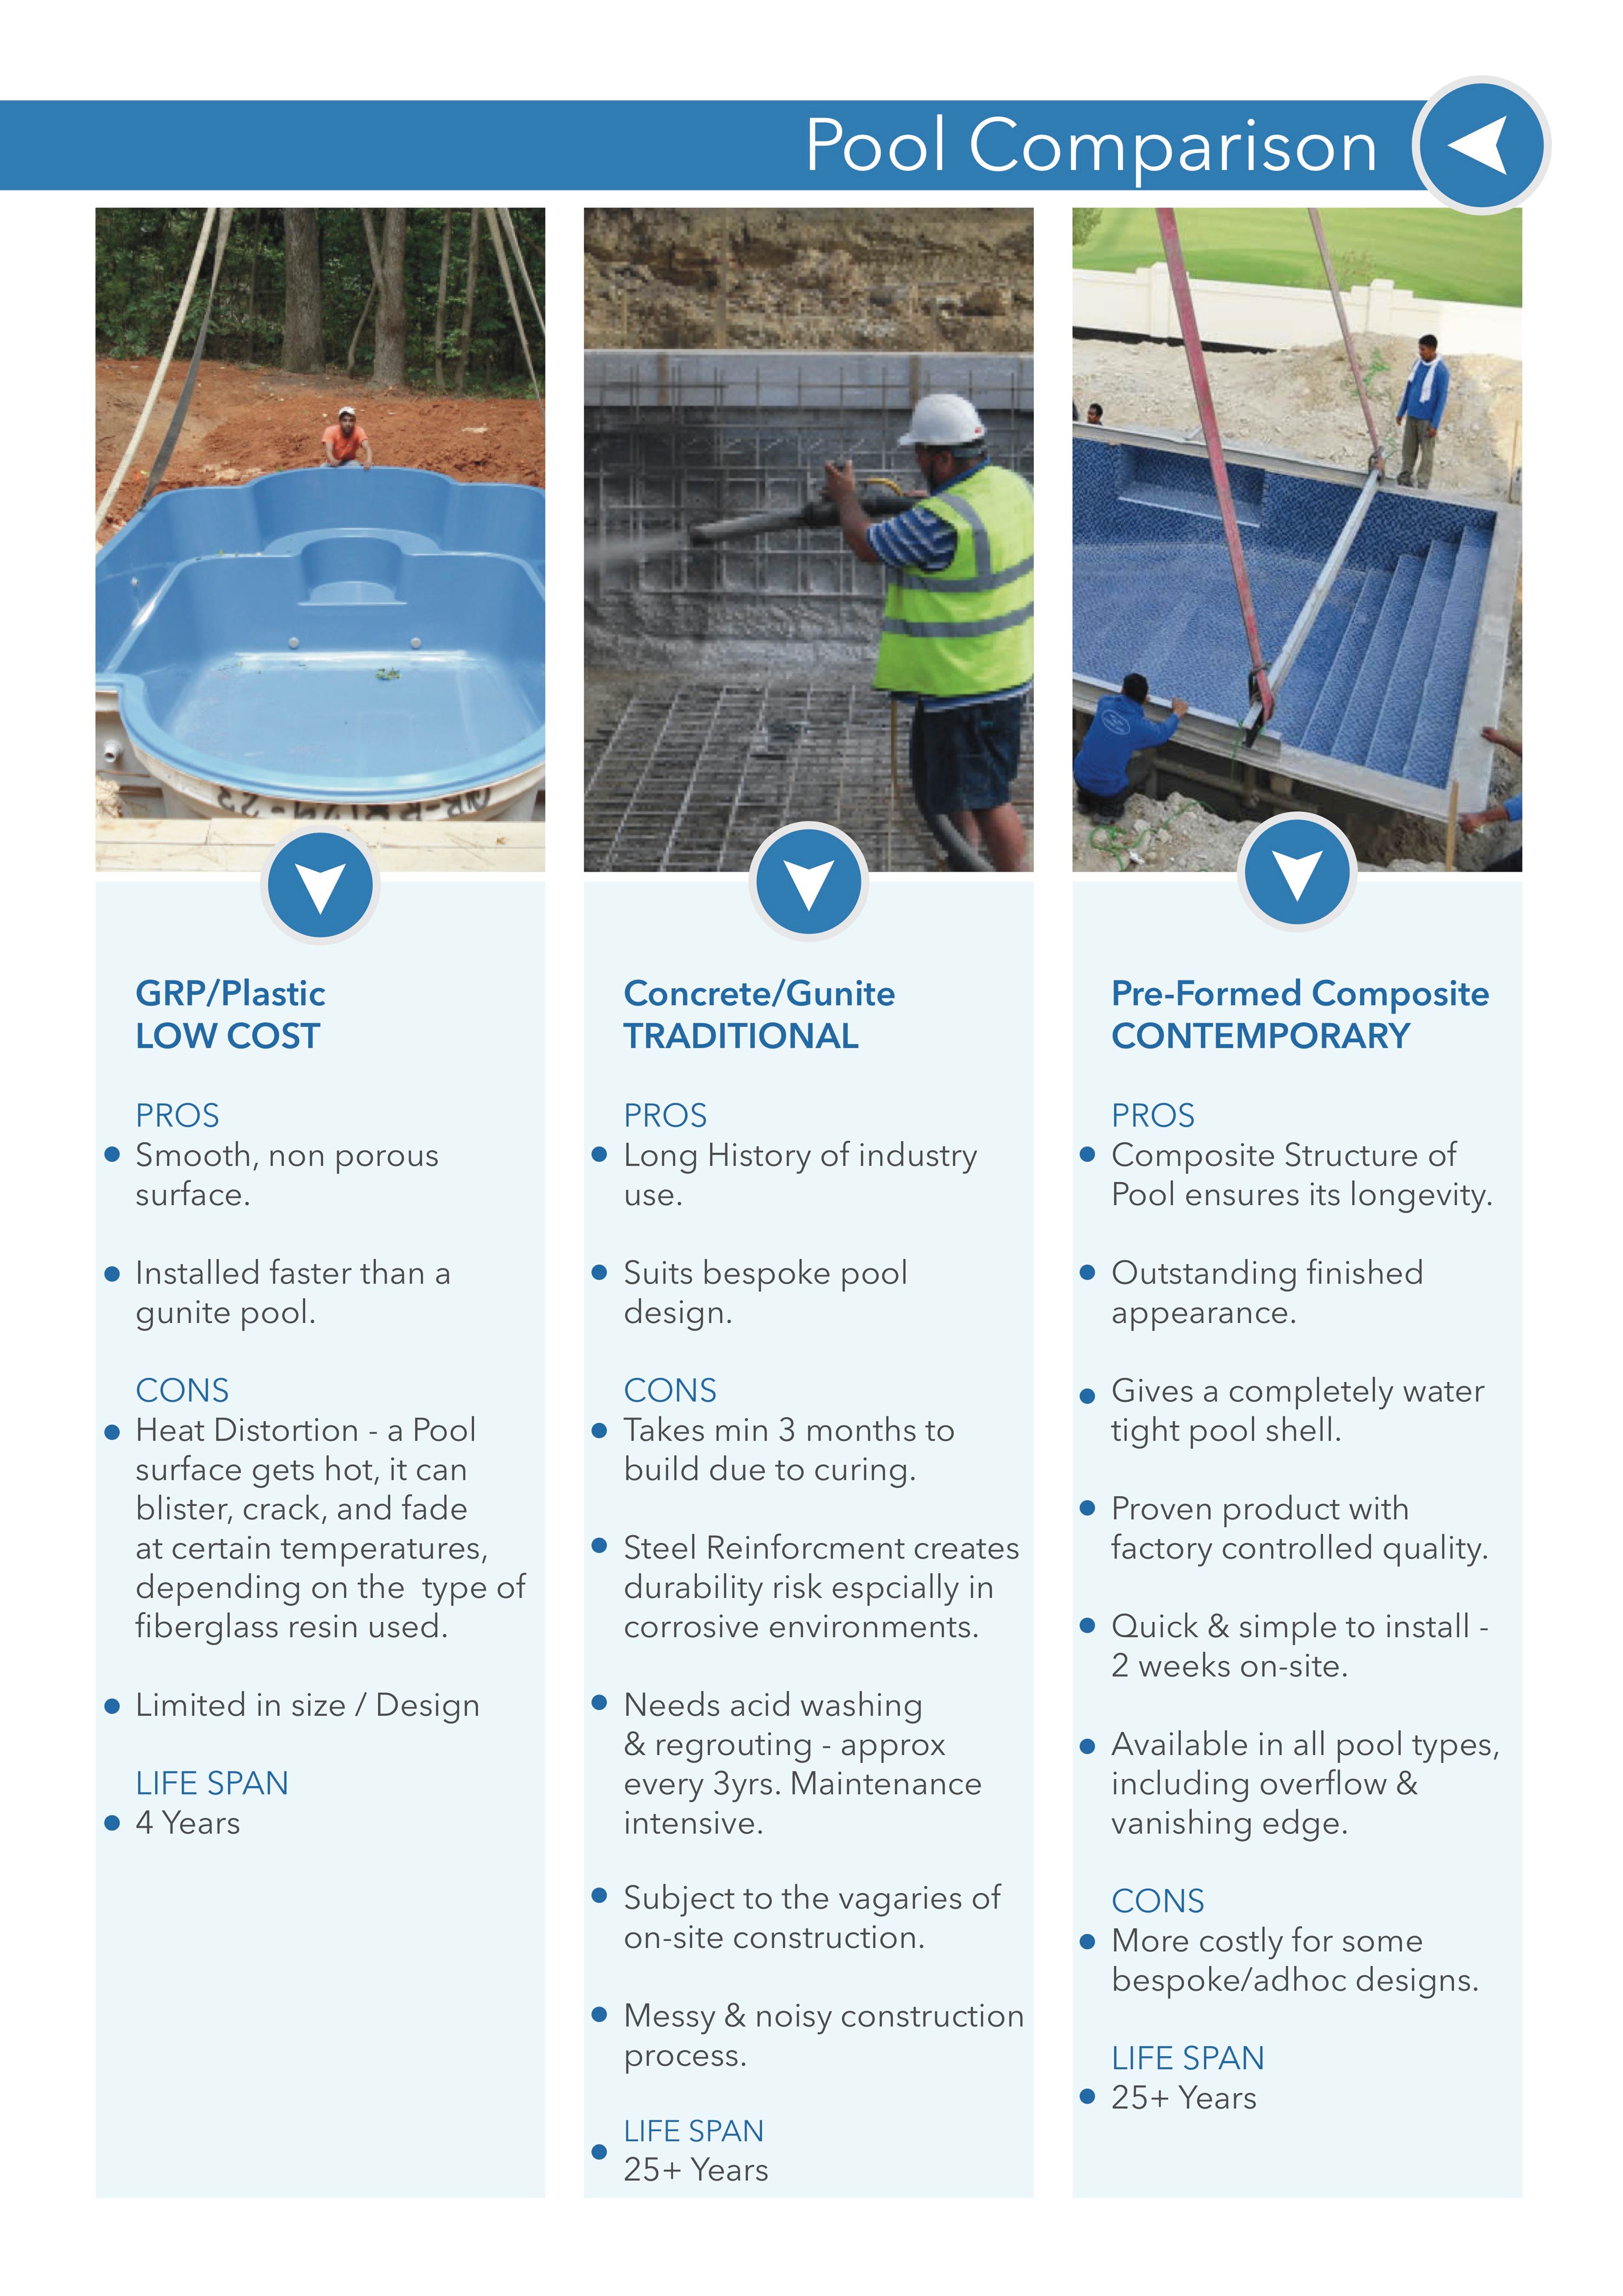 Pool Comparison
GRP/Plastic
LOW COST
PROS
Smooth, non porous
surface.
Installed faster than a
gunite pool.
CONS
Heat Distortion - a Pool
surface gets hot, it can
blister, crack, and fade
at certain temperatures,
depending on the  type of
fiberglass resin used.
Limited in size / Design
LIFE SPAN
4 Years
Concrete/Gunite
TRADITIONAL
PROS
Long History of industry
use.
Suits bespoke pool
design.
CONS
Takes min 3 months to
build due to curing.
Steel Reinforcment creates
durability risk espcially in
corrosive environments.
Needs acid washing
& regrouting - approx
every 3yrs. Maintenance
intensive.
Subject to the vagaries of
on-site construction.
Messy & noisy construction
process.
LIFE SPAN
25+ Years
Pre-Formed Composite
CONTEMPORARY
PROS
Composite Structure of
Pool ensures its longevity.
Outstanding finished
appearance.
Gives a completely water
tight pool shell.
Proven product with
factory controlled quality.
Quick & simple to install -
2 weeks on-site.
Available in all pool types,
including overflow &
vanishing edge.
CONS
More costly for some
bespoke/adhoc designs.
LIFE SPAN
25+ Years